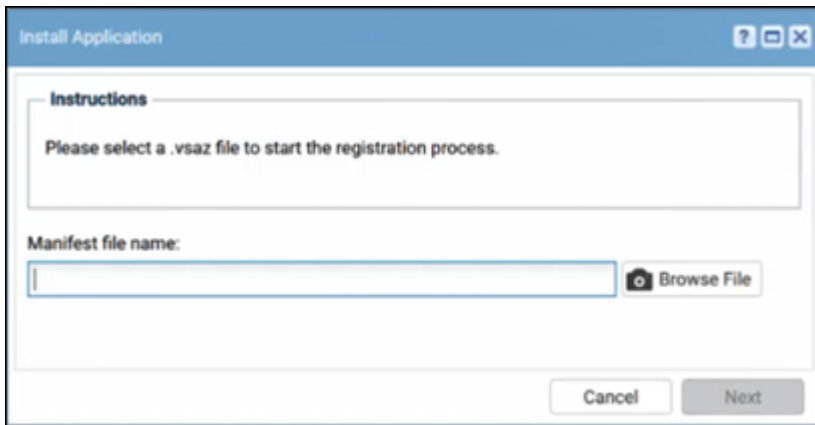 Install Application
Instructions
Please select a .vsaz file to start the registration process.
Manifest file name:
Browse File
Cancel
Next